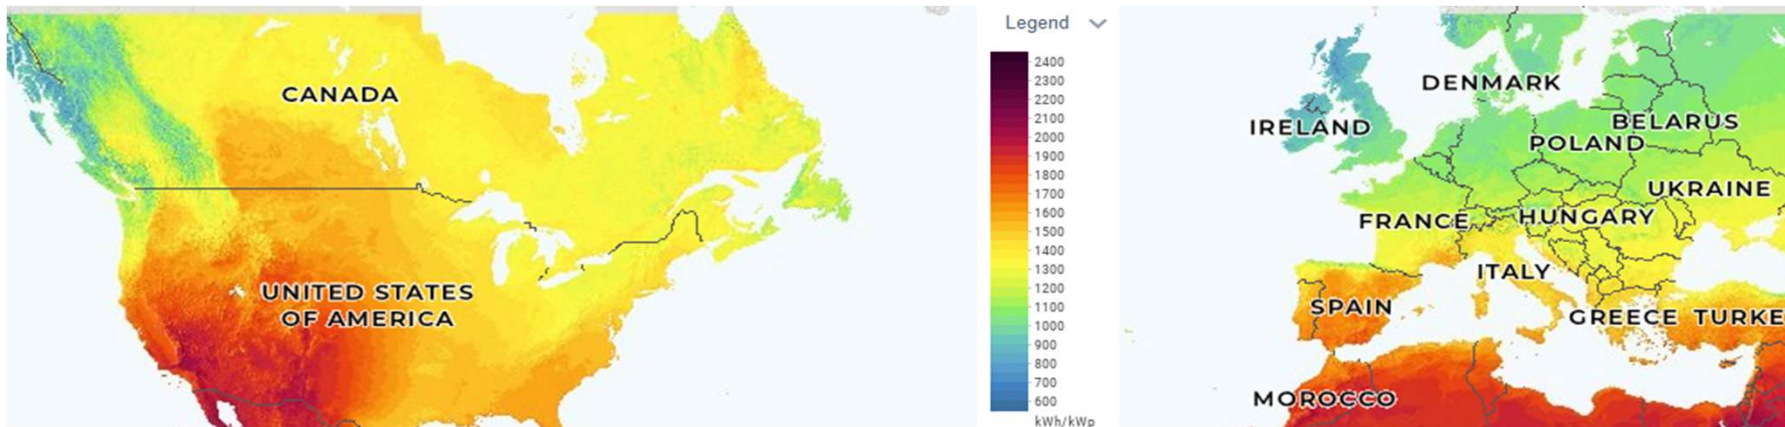 CANADA
UNITED STATES
OF AMERICA
Legend
2400
2300
2200
2100
2000
1900
1800
1700
1600
1500
1400
1300
1200
1100
1000
900
800
700
600
kWh/kWp
DENMARK
IRELAND
BELARUS
POLAND
UKRAINE
FRANCE
HUNGARY
ITALY
SPAIN
GREECE
TURKE
MOROCCO